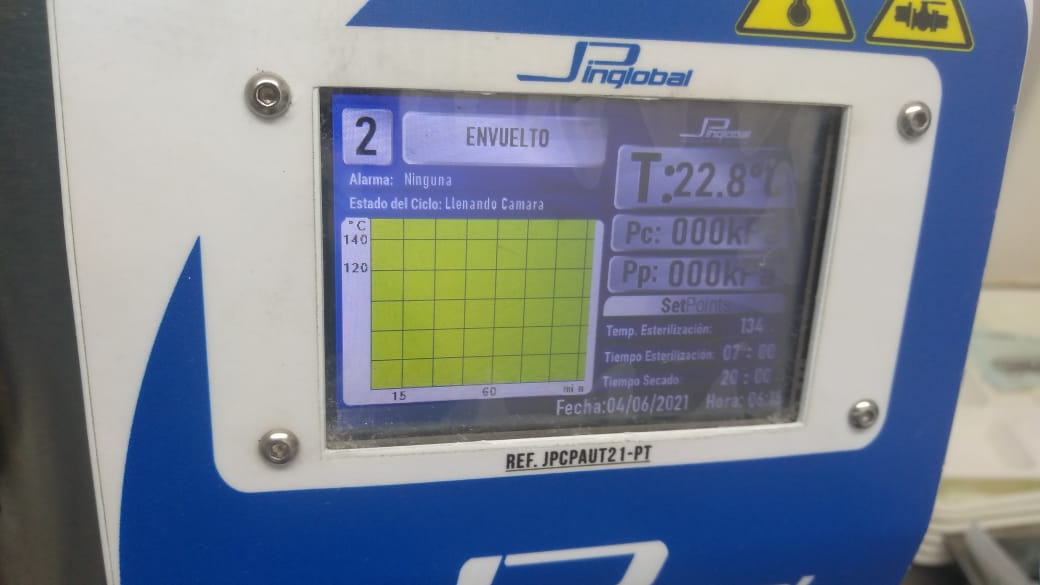 JPinglobal
2
ENVUELTO
JPinglobal
Alarma: Ninguna
T:22.8°C
Estado del Ciclo: Llenando Camara
°C
140
120
15
60
min
Pc: 000kPa
Pp: 000kPa
SetPoints
Temp. Esterilización: 134
Tiempo Esterilización: 07 : 00
Tiempo Secado: 20 : 00
Fecha:04/06/2021 Hora:
REF. JPCPAUT21-PT